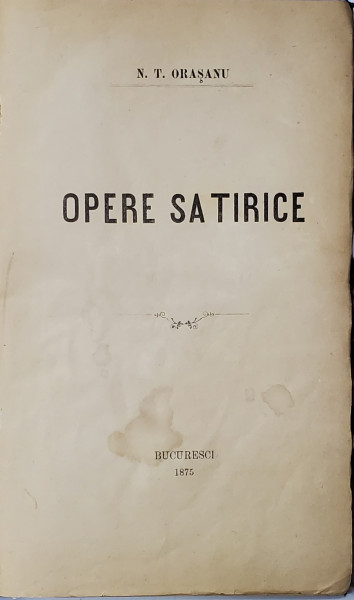 N. T. ORAȘANU
OPERE SATIRICE
BUCURESCI
1875